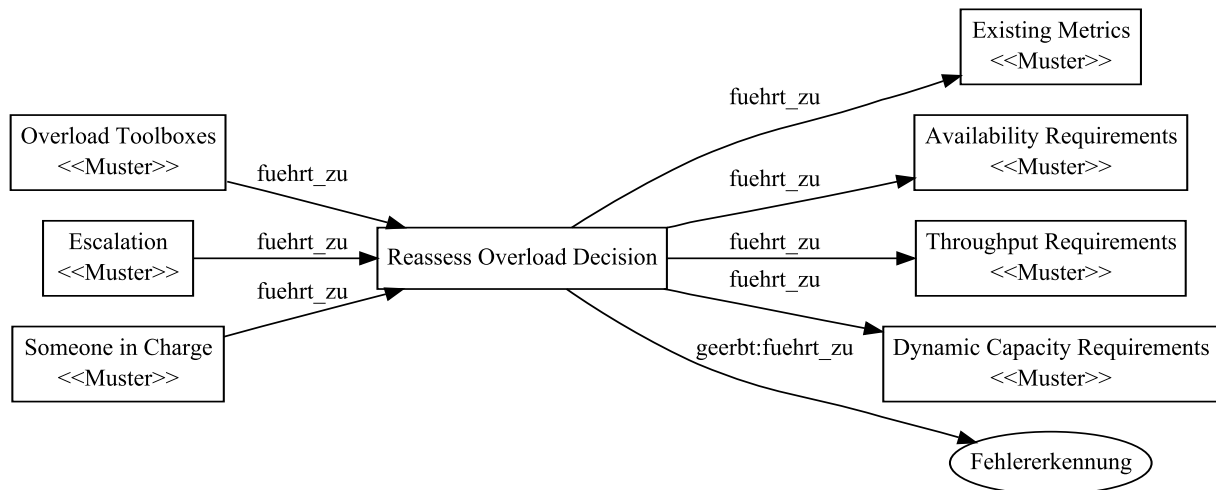 Existing Metrics
<<Muster>>
fuehrt_zu
Overload Toolboxes
<<Muster>>
fuehrt_zu
fuehrt_zu
Availability Requirements
<<Muster>>
Escalation
<<Muster>>
fuehrt_zu
Reassess Overload Decision
fuehrt_zu
Throughput Requirements
<<Muster>>
fuehrt_zu
fuehrt_zu
Someone in Charge
<<Muster>>
geerbt:fuehrt_zu
Dynamic Capacity Requirements
<<Muster>>
Fehlererkennung